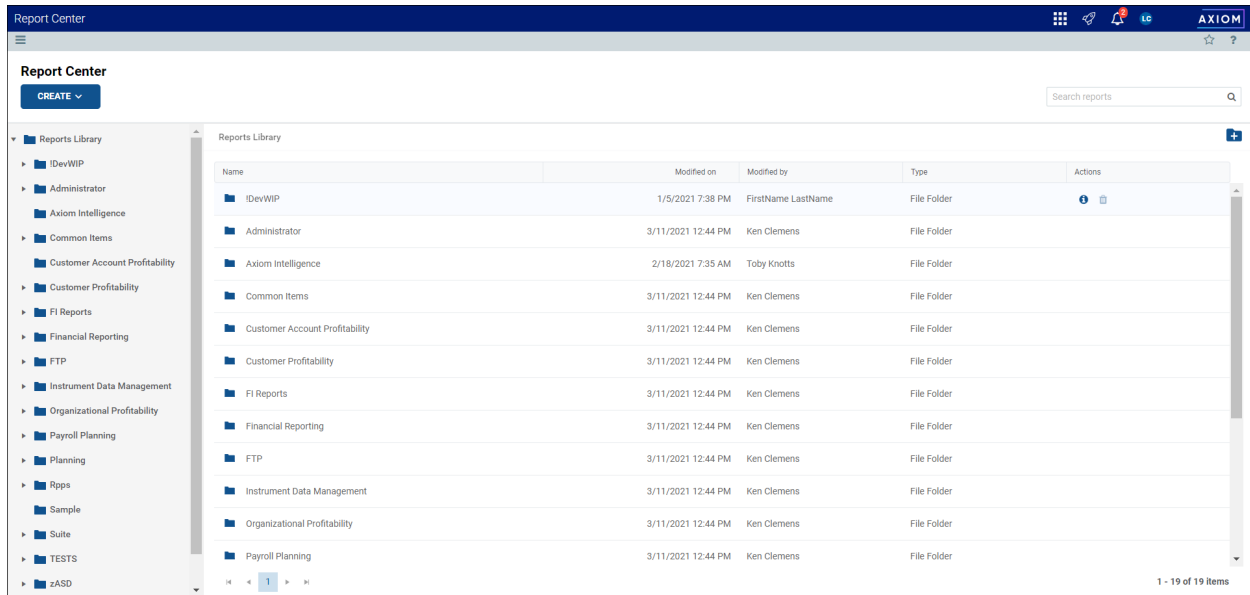 Report Center
2
LC
AXIOM
?
Report Center
CREATE
Search reports
Reports Library
!DevWIP
Administrator
Axiom Intelligence
Common Items
Customer Account Profitability
Customer Profitability
FI Reports
Financial Reporting
FTP
Instrument Data Management
Organizational Profitability
Payroll Planning
Planning
Rpps
Sample
Suite
TESTS
zASD
Reports Library
Name Modified on Modified by Type Actions
!DevWIP 1/5/2021 7:38 PM FirstName LastName File Folder
Administrator 3/11/2021 12:44 PM Ken Clemens File Folder
Axiom Intelligence 2/18/2021 7:35 AM Toby Knotts File Folder
Common Items 3/11/2021 12:44 PM Ken Clemens File Folder
Customer Account Profitability 3/11/2021 12:44 PM Ken Clemens File Folder
Customer Profitability 3/11/2021 12:44 PM Ken Clemens File Folder
FI Reports 3/11/2021 12:44 PM Ken Clemens File Folder
Financial Reporting 3/11/2021 12:44 PM Ken Clemens File Folder
FTP 3/11/2021 12:44 PM Ken Clemens File Folder
Instrument Data Management 3/11/2021 12:44 PM Ken Clemens File Folder
Organizational Profitability 3/11/2021 12:44 PM Ken Clemens File Folder
Payroll Planning 3/11/2021 12:44 PM Ken Clemens File Folder
1
1 - 19 of 19 items